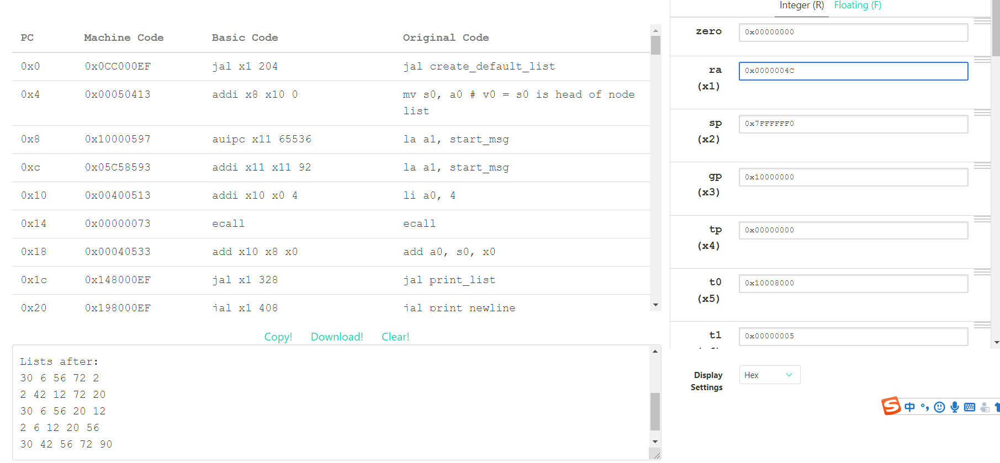 PC Machine Code Basic Code Original Code
0x0 0x0CC000EF jal x1 204 jal create_default_list
0x4 0x00050413 addi x8 x10 0 mv s0, a0 # v0 = s0 is head of node
list
0x8 0x10000597 auipc x11 65536 la a1, start_msg
0xc 0x05C58593 addi x11 x11 92 la a1, start_msg
0x10 0x00400513 addi x10 x0 4 li a0, 4
0x14 0x00000073 ecall ecall
0x18 0x00040533 add x10 x8 x0 add a0, s0, x0
0x1c 0x148000EF jal x1 328 jal print_list
0x20 0x198000EF jal x1 408 jal print_newline
Copy! Download! Clear!
Lists after:
30 6 56 72 2
2 42 12 72 20
30 6 56 20 12
2 6 12 20 56
30 42 56 72 90
Integer (R) Floating (F)
zero 0x00000000
ra 0x0000004C
(x1)
sp 0x7FFFFFF0
(x2)
gp 0x10000000
(x3)
tp 0x00000000
(x4)
t0 0x10008000
(x5)
t1 0x00000005
Display Hex
Settings
中